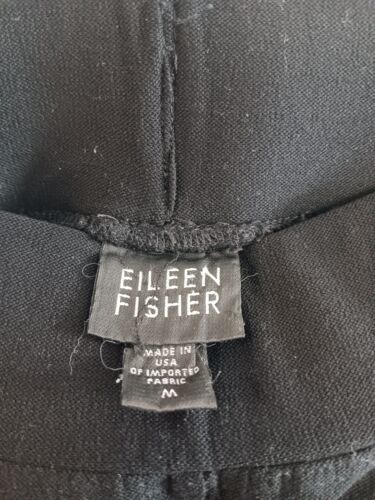 EILEEN
FISHER
MADE IN
USA
OF IMPORTED
FABRIC
M